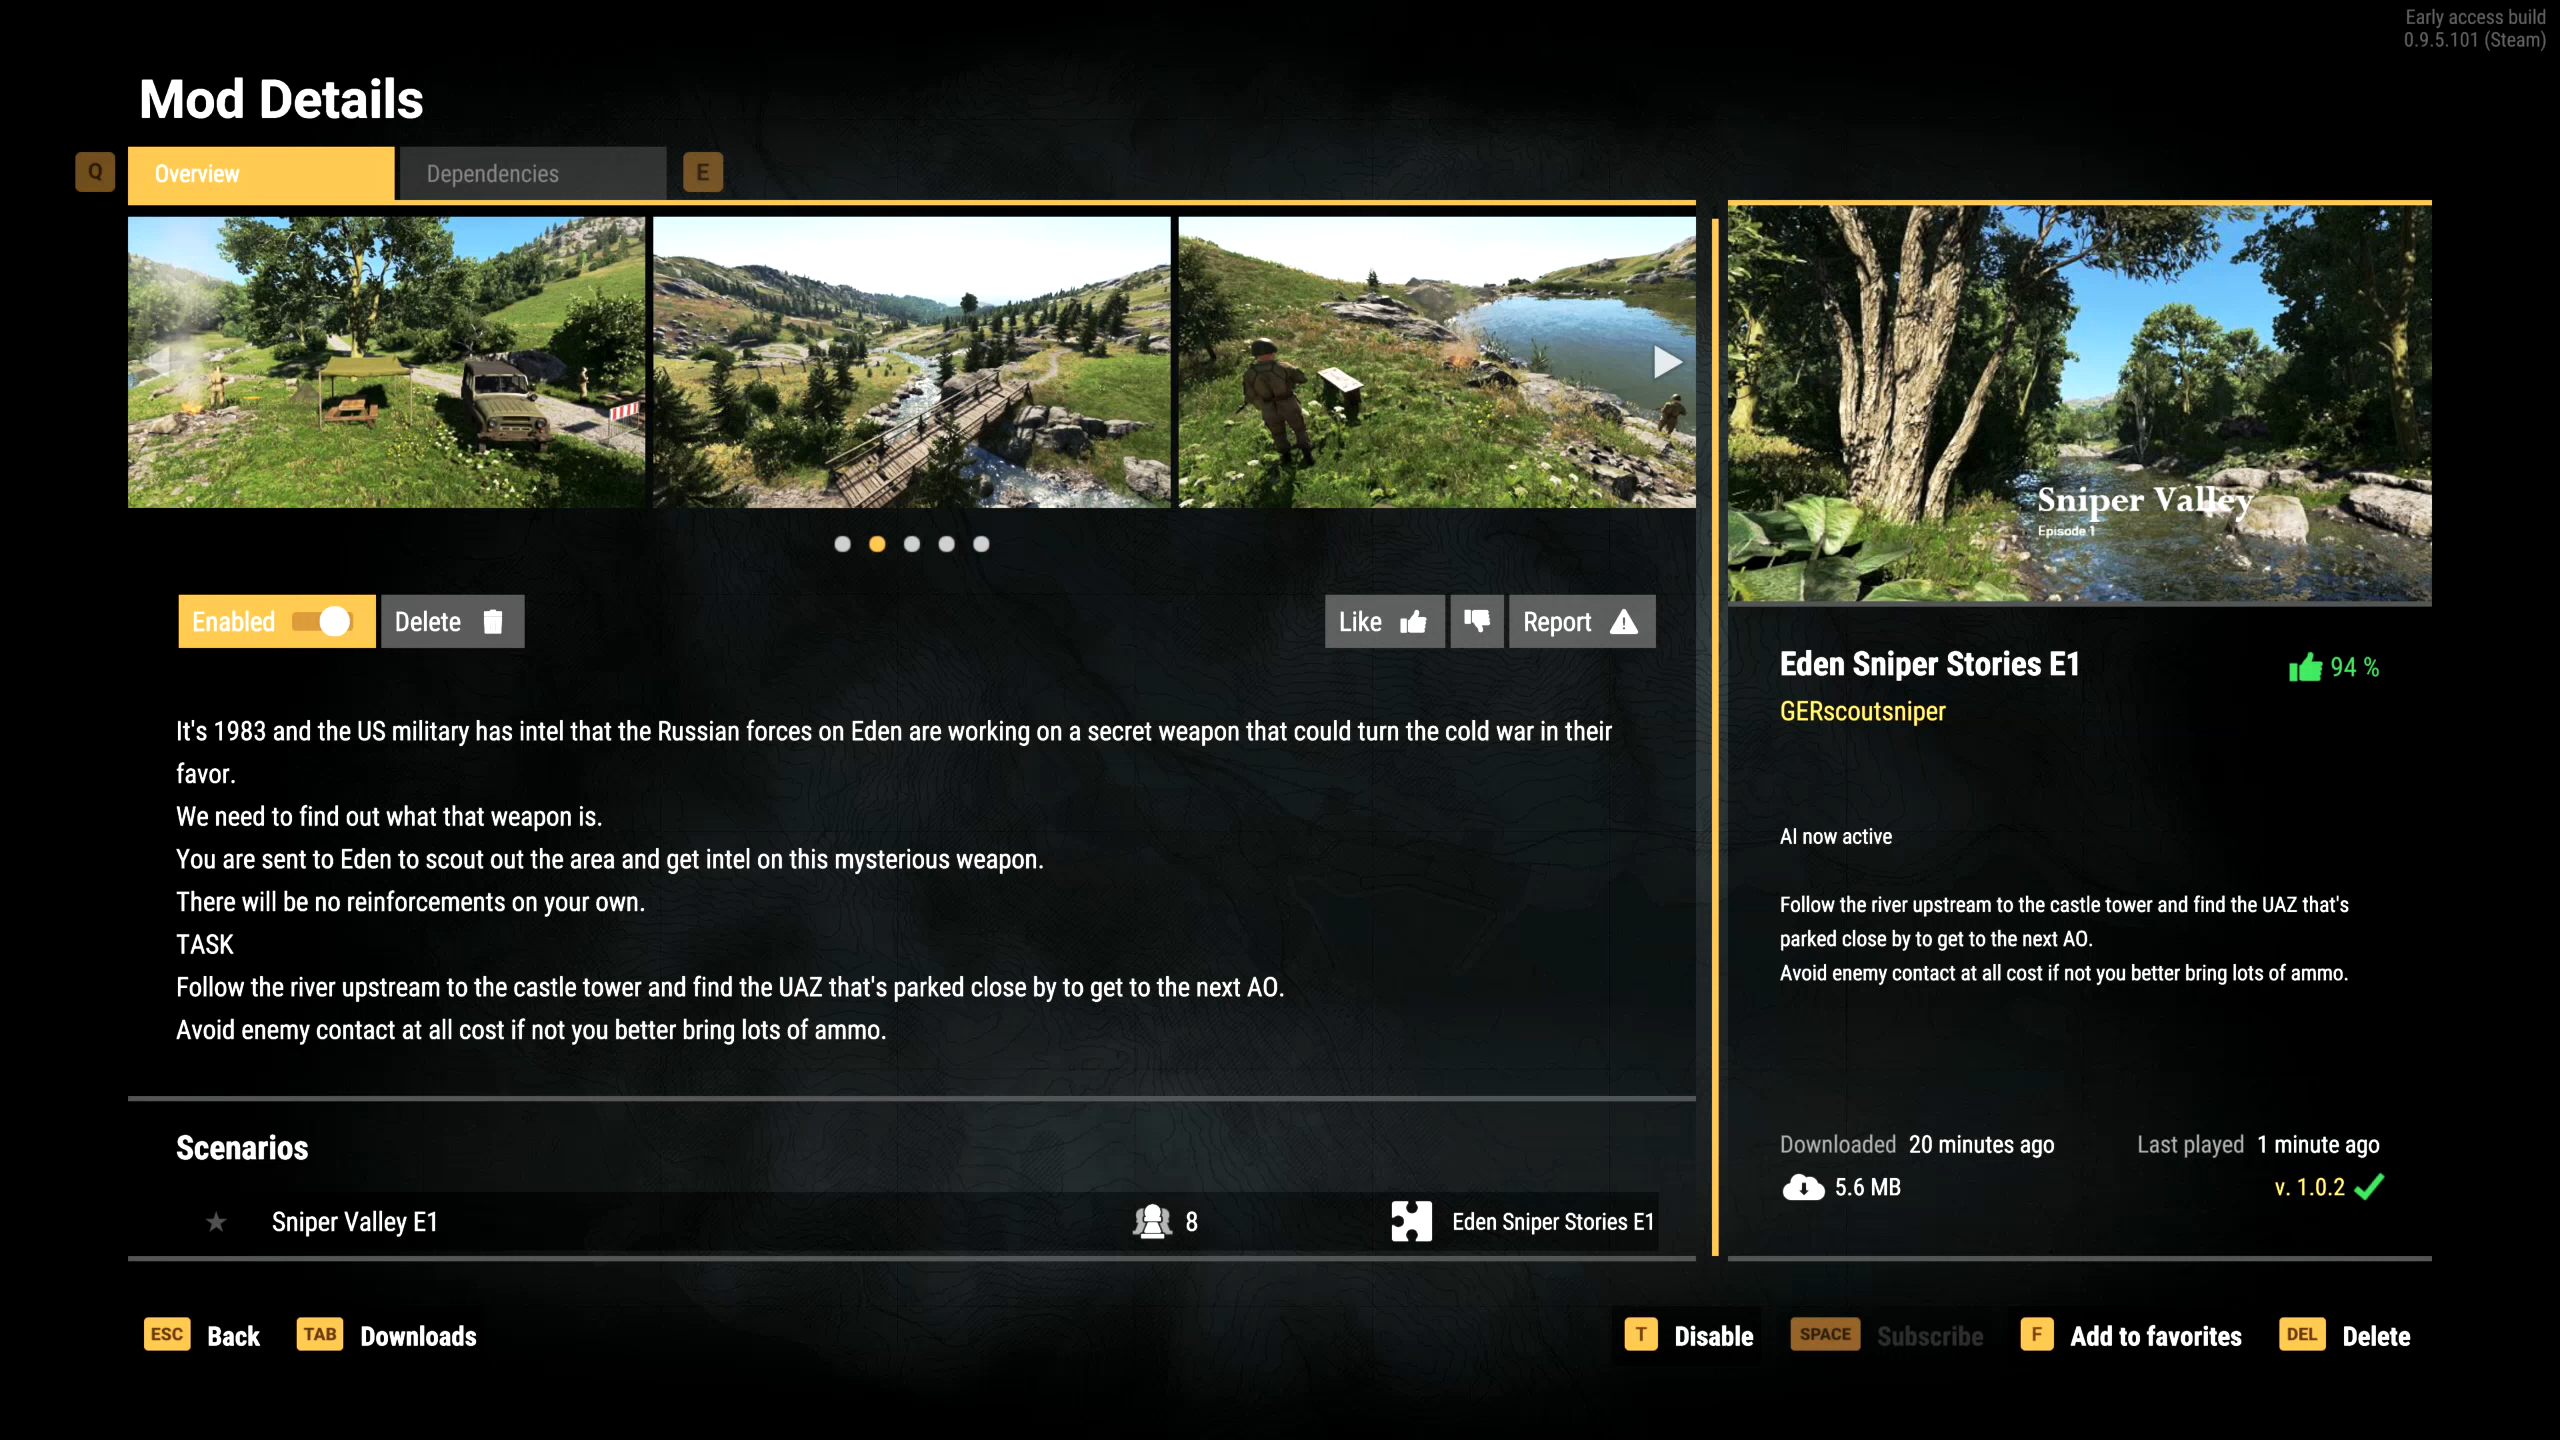 Early access build
0.9.5.101 (Steam)
Mod Details
Q
Overview
Dependencies
E
Sniper Valley
Episode 1
Enabled
Delete
Like
Report
It's 1983 and the US military has intel that the Russian forces on Eden are working on a secret weapon that could turn the cold war in their
favor.
We need to find out what that weapon is.
You are sent to Eden to scout out the area and get intel on this mysterious weapon.
There will be no reinforcements on your own.
TASK
Follow the river upstream to the castle tower and find the UAZ that's parked close by to get to the next AO.
Avoid enemy contact at all cost if not you better bring lots of ammo.
Scenarios
Sniper Valley E1
8
Eden Sniper Stories E1
Eden Sniper Stories E1
94 %
GERscoutsniper
AI now active
Follow the river upstream to the castle tower and find the UAZ that's
parked close by to get to the next AO.
Avoid enemy contact at all cost if not you better bring lots of ammo.
Downloaded 20 minutes ago
Last played 1 minute ago
5.6 MB
v. 1.0.2
ESC Back
TAB Downloads
T Disable
SPACE Subscribe
F Add to favorites
DEL Delete